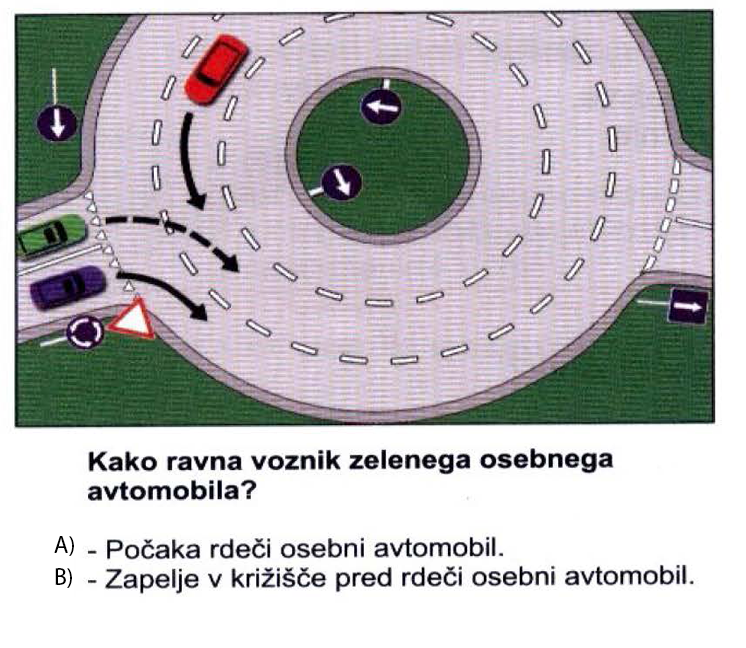 Kako ravna voznik zelenega osebnega
avtomobila?
A) - Počaka rdeči osebni avtomobil.
B) - Zapelje v križišče pred rdeči osebni avtomobil.